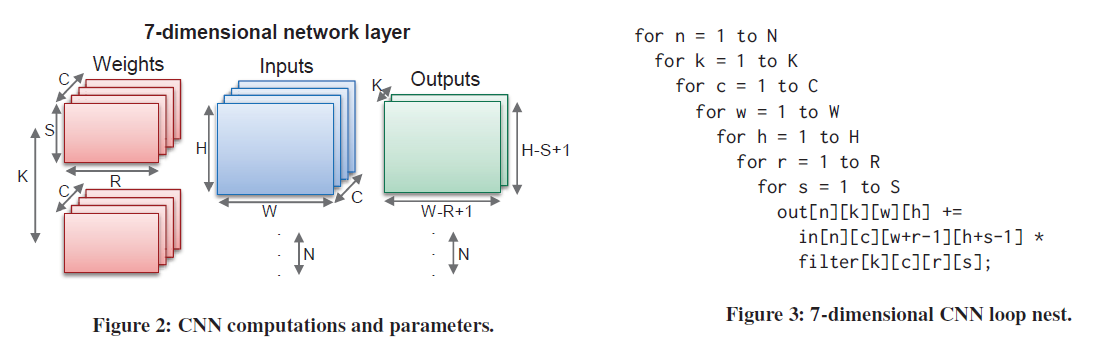 7-dimensional network layer
Weights
Inputs
Outputs
C
K
S
H
H-S+1
K
R
C
C
W
W-R+1
N
N
Figure 2: CNN computations and parameters.
for n = 1 to N
for k = 1 to K
for c = 1 to C
for w = 1 to W
for h = 1 to H
for r = 1 to R
for s = 1 to S
out[n][k][w][h] +=
in[n][c][w+r-1][h+s-1] *
filter[k][c][r][s];
Figure 3: 7-dimensional CNN loop nest.